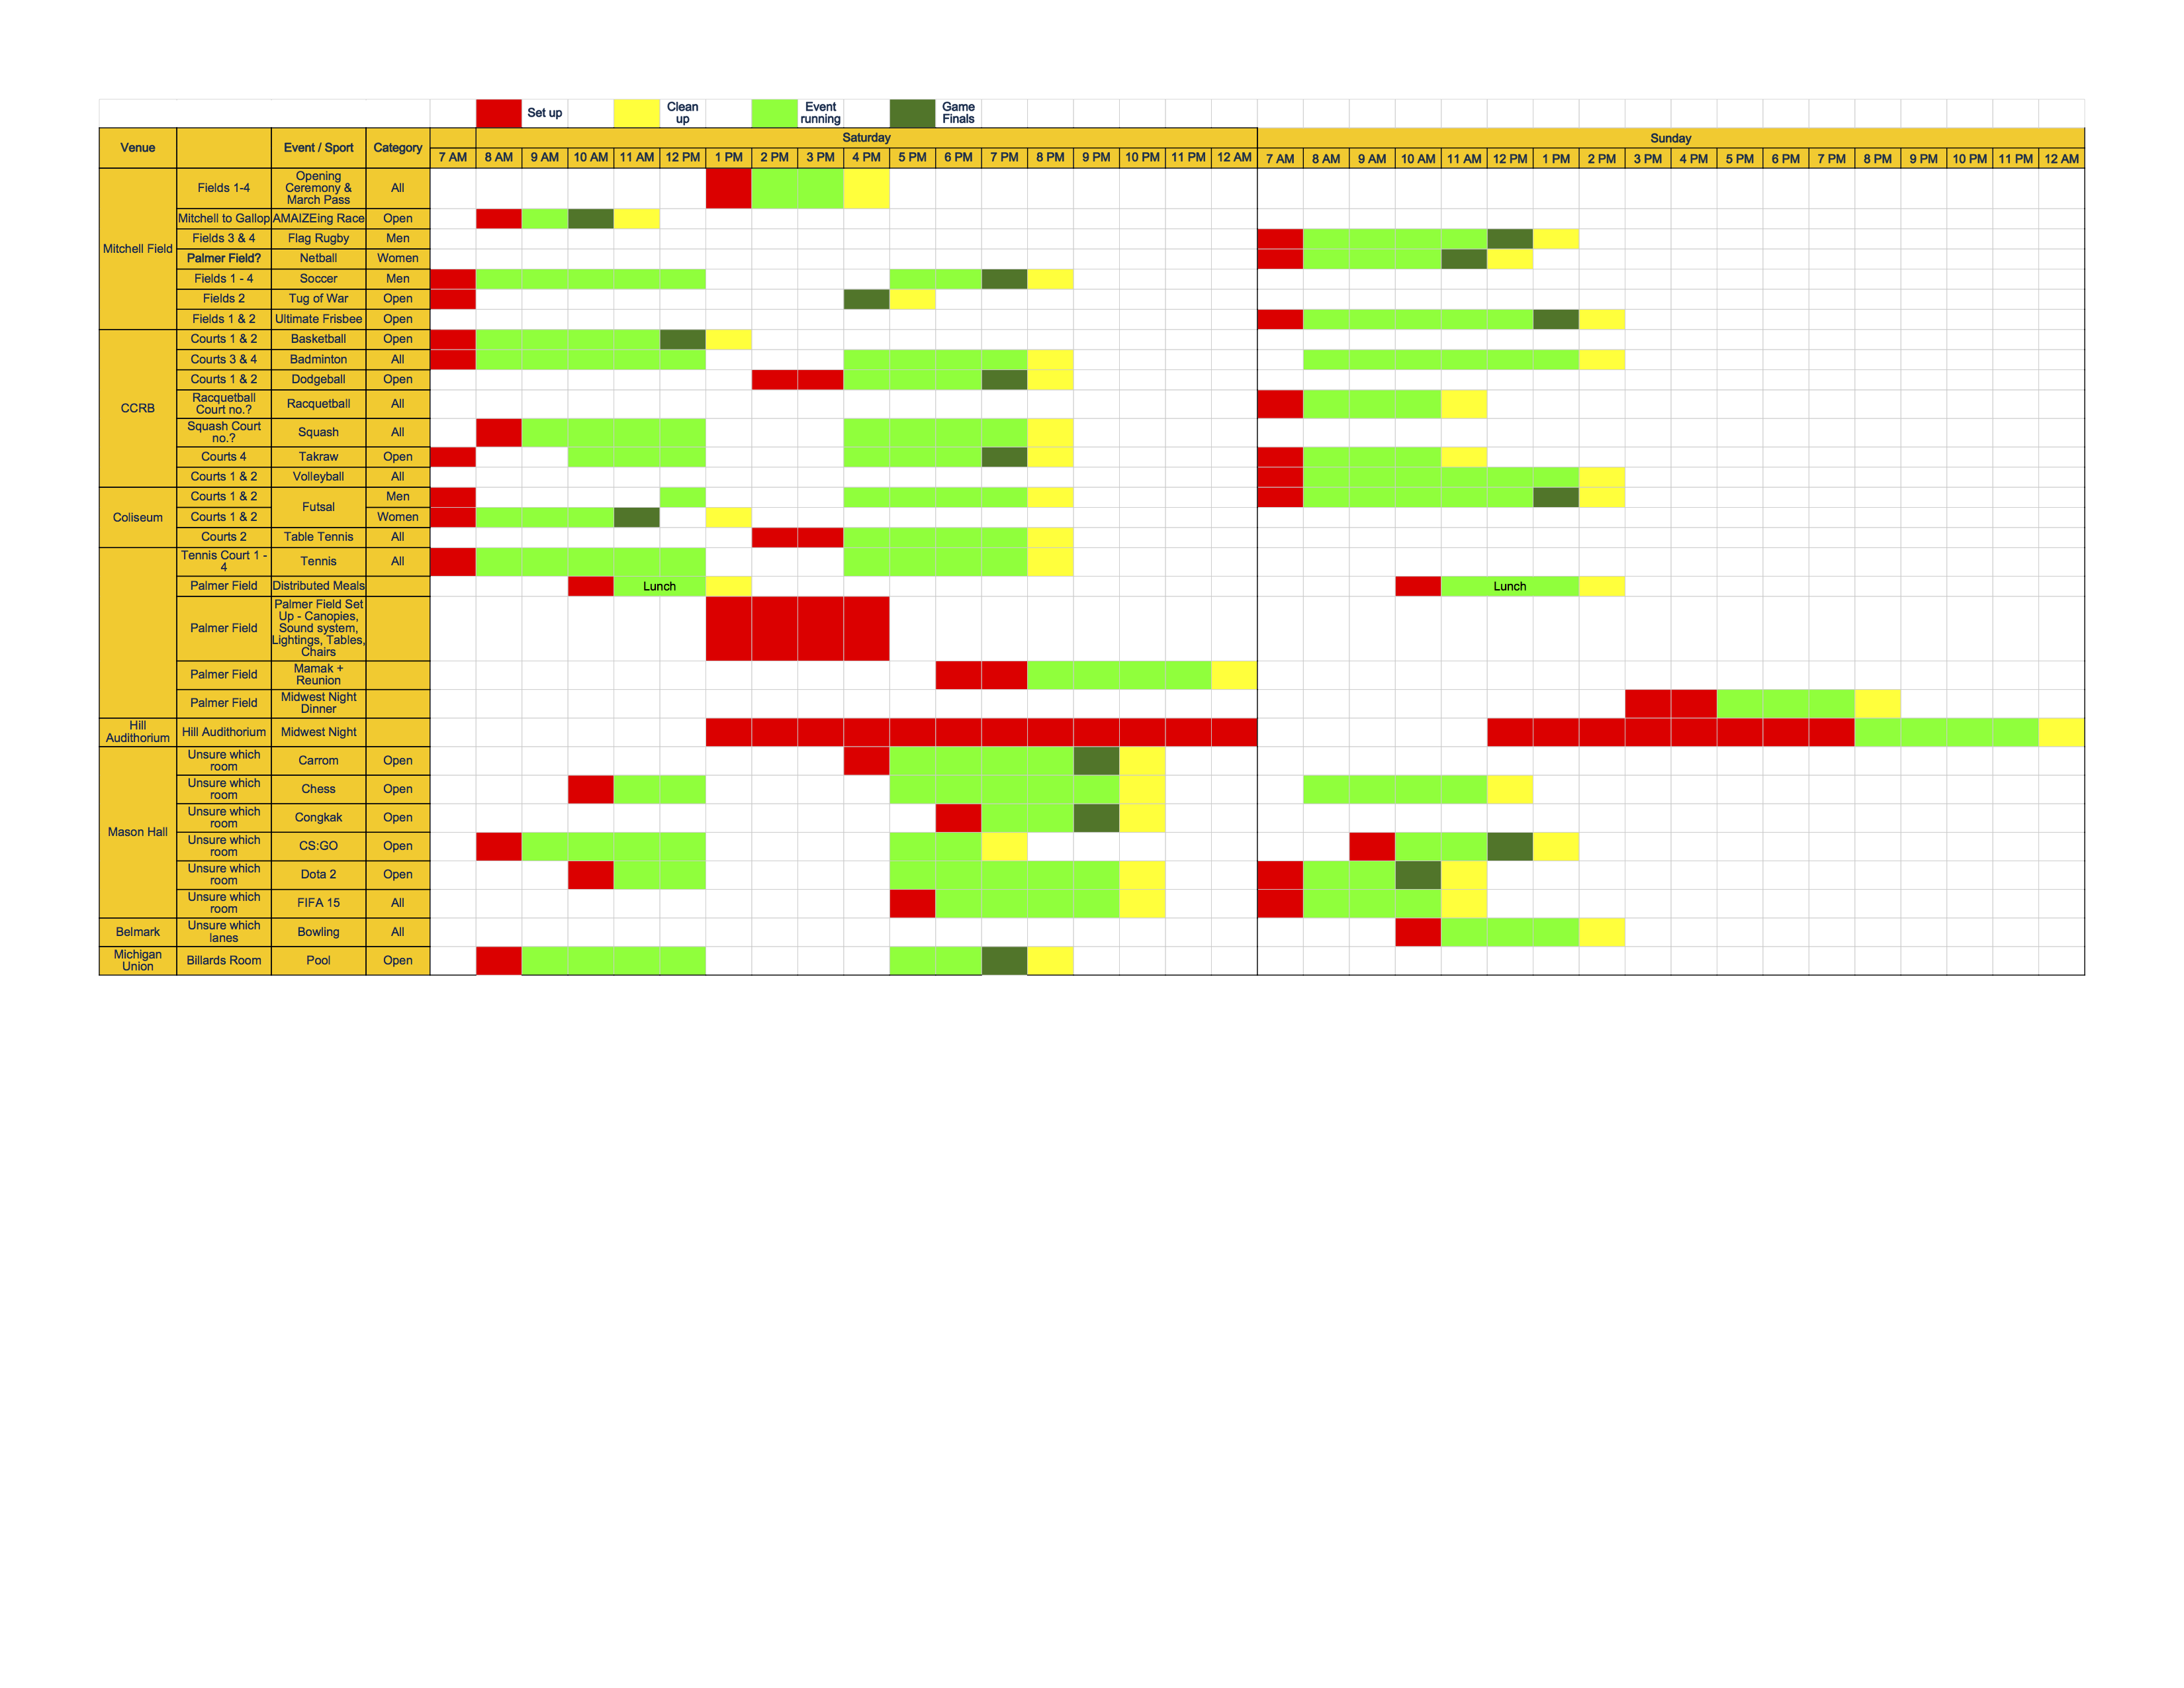 Set up
Clean up
Event running
Game Finals
Venue
Event / Sport
Category
Saturday
Sunday
7 AM 8 AM 9 AM 10 AM 11 AM 12 PM 1 PM 2 PM 3 PM 4 PM 5 PM 6 PM 7 PM 8 PM 9 PM 10 PM 11 PM 12 AM 7 AM 8 AM 9 AM 10 AM 11 AM 12 PM 1 PM 2 PM 3 PM 4 PM 5 PM 6 PM 7 PM 8 PM 9 PM 10 PM 11 PM 12 AM
Mitchell Field
Fields 1-4 Opening Ceremony & March Pass All
Mitchell to Gallop AMAIZEing Race Open
Fields 3 & 4 Flag Rugby Men
Palmer Field? Netball Women
Fields 1 - 4 Soccer Men
Fields 2 Tug of War Open
Fields 1 & 2 Ultimate Frisbee Open
CCRB
Courts 1 & 2 Basketball Open
Courts 3 & 4 Badminton All
Courts 1 & 2 Dodgeball Open
Racquetball Court no.? Racquetball All
Squash Court no.? Squash All
Courts 4 Takraw Open
Courts 1 & 2 Volleyball All
Coliseum
Courts 1 & 2 Futsal Men
Courts 1 & 2 Women
Courts 2 Table Tennis All
Tennis Court 1 - 4 Tennis All
Palmer Field Distributed Meals Lunch Lunch
Palmer Field Palmer Field Set Up - Canopies, Sound system, Lightings, Tables, Chairs
Palmer Field Mamak + Reunion
Palmer Field Midwest Night Dinner
Hill Audithorium Hill Audithorium Midwest Night
Mason Hall
Unsure which room Carrom Open
Unsure which room Chess Open
Unsure which room Congkak Open
Unsure which room CS:GO Open
Unsure which room Dota 2 Open
Unsure which room FIFA 15 All
Belmark Unsure which lanes Bowling All
Michigan Union Billards Room Pool Open